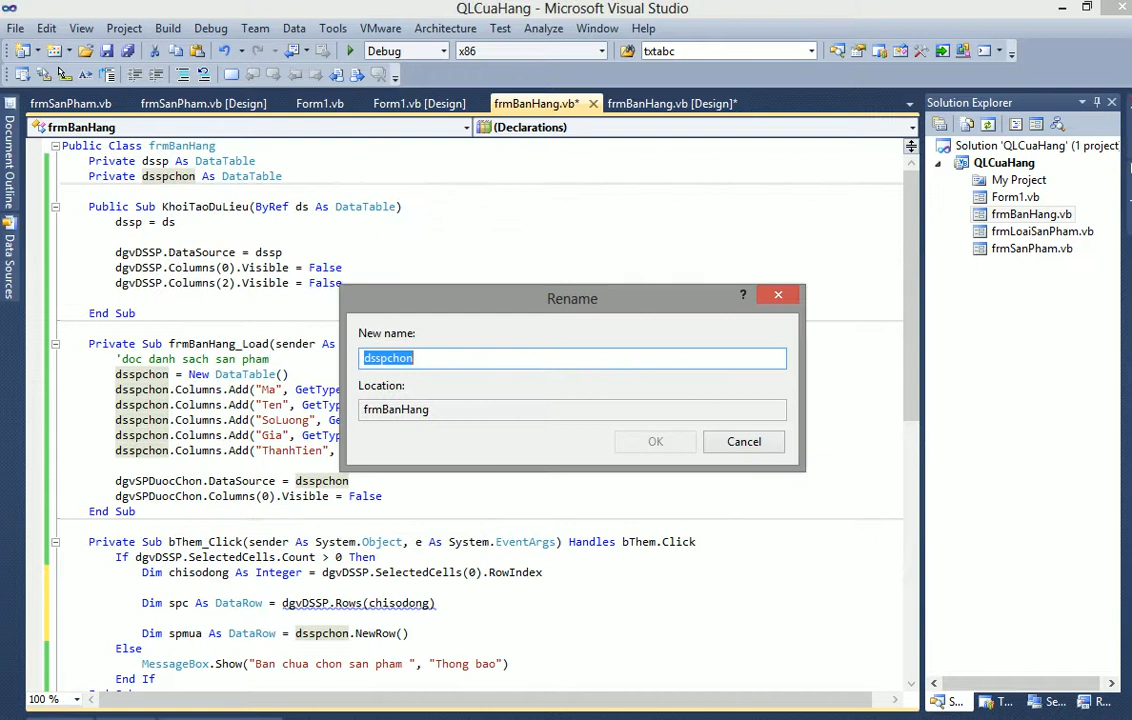 QLCuaHang - Microsoft Visual Studio
File Edit View Project Build Debug Team Data Tools VMware Architecture Test Analyze Window Help
Debug x86 txtabc
frmSanPham.vb frmSanPham.vb [Design] Form1.vb Form1.vb [Design] frmBanHang.vb* frmBanHang.vb [Design]*
frmBanHang (Declarations)
Document Outline
Data Sources
Public Class frmBanHang
Private dssp As DataTable
Private dsspchon As DataTable
Public Sub KhoiTaoDuLieu(ByRef ds As DataTable)
dssp = ds
dgvDSSP.DataSource = dssp
dgvDSSP.Columns(0).Visible = False
dgvDSSP.Columns(2).Visible = False
End Sub
Private Sub frmBanHang_Load(sender As
'doc danh sach san pham
dsspchon = New DataTable()
dsspchon.Columns.Add("Ma", GetType
dsspchon.Columns.Add("Ten", GetTyp
dsspchon.Columns.Add("SoLuong", Ge
dsspchon.Columns.Add("Gia", GetTyp
dsspchon.Columns.Add("ThanhTien",
dgvSPDuocChon.DataSource = dsspchon
dgvSPDuocChon.Columns(0).Visible = False
End Sub
Private Sub bThem_Click(sender As System.Object, e As System.EventArgs) Handles bThem.Click
If dgvDSSP.SelectedCells.Count > 0 Then
Dim chisodong As Integer = dgvDSSP.SelectedCells(0).RowIndex
Dim spc As DataRow = dgvDSSP.Rows(chisodong)
Dim spmua As DataRow = dsspchon.NewRow()
Else
MessageBox.Show("Ban chua chon san pham ", "Thong bao")
End If
100 %
Rename
?
New name:
dsspchon
Location:
frmBanHang
OK Cancel
Solution Explorer
Solution 'QLCuaHang' (1 project
QLCuaHang
My Project
Form1.vb
frmBanHang.vb
frmLoaiSanPham.vb
frmSanPham.vb
S... T... Se... R...